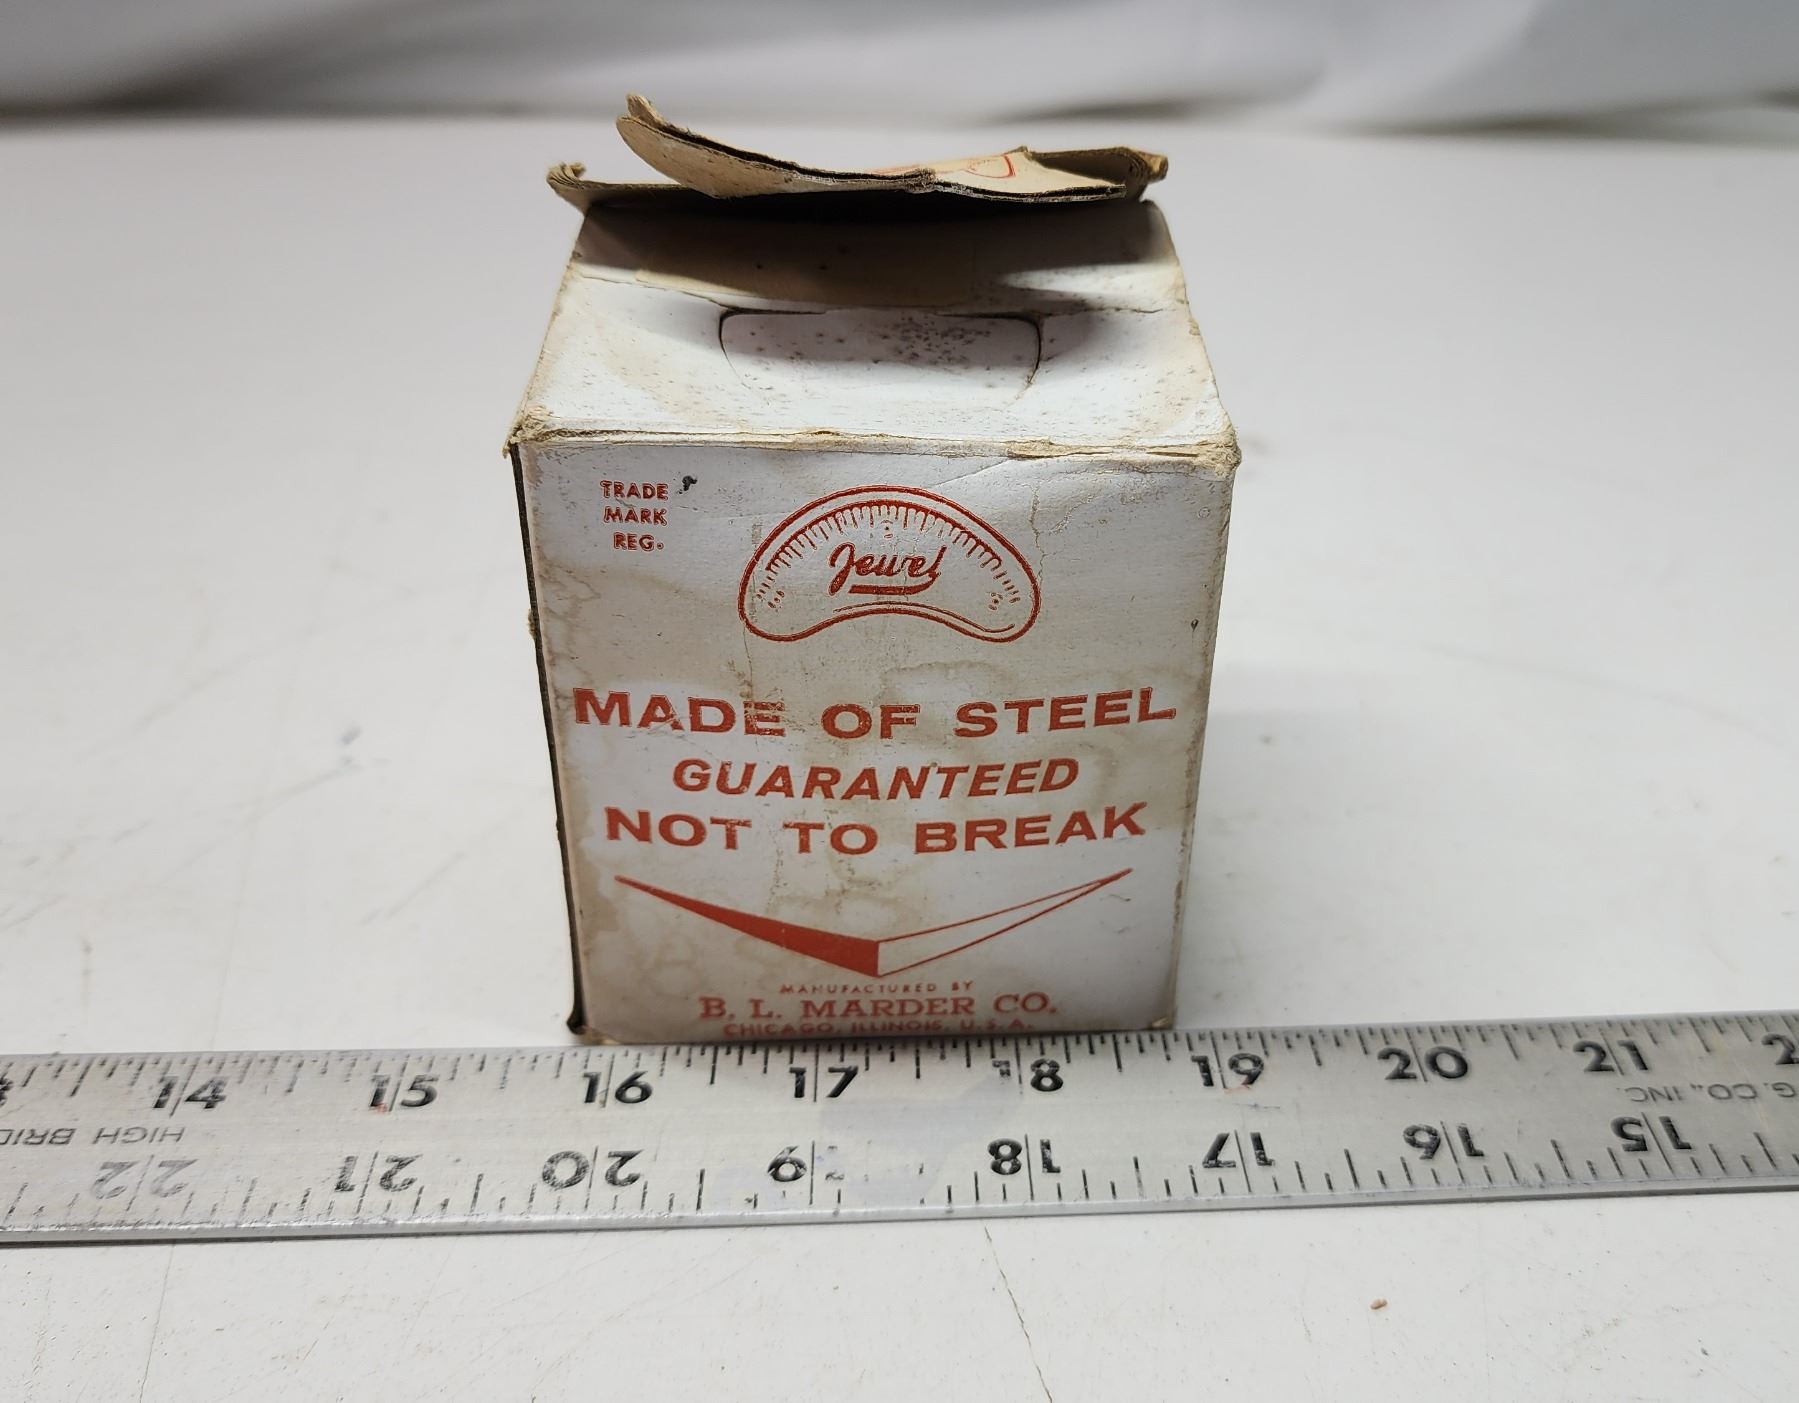 TRADE
MARK
REG.
Jewel
MADE OF STEEL
GUARANTEED
NOT TO BREAK
MANUFACTURED BY
B. L. MARDER CO.
CHICAGO, ILLINOIS, U.S.A.
14 15 16 17 18 19 20 21
G. CO., INC.
HIGH BRID
22 21 20 19 18 17 16 15